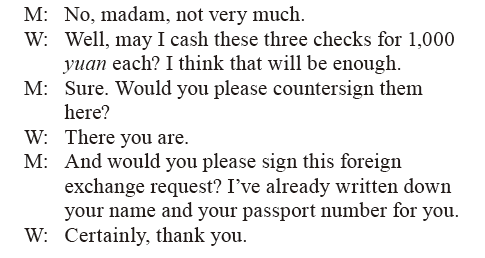 M: No, madam, not very much.
W: Well, may I cash these three checks for 1,000
yuan each? I think that will be enough.
M: Sure. Would you please countersign them
here?
W: There you are.
M: And would you please sign this foreign
exchange request? I've already written down
your name and your passport number for you.
W: Certainly, thank you.